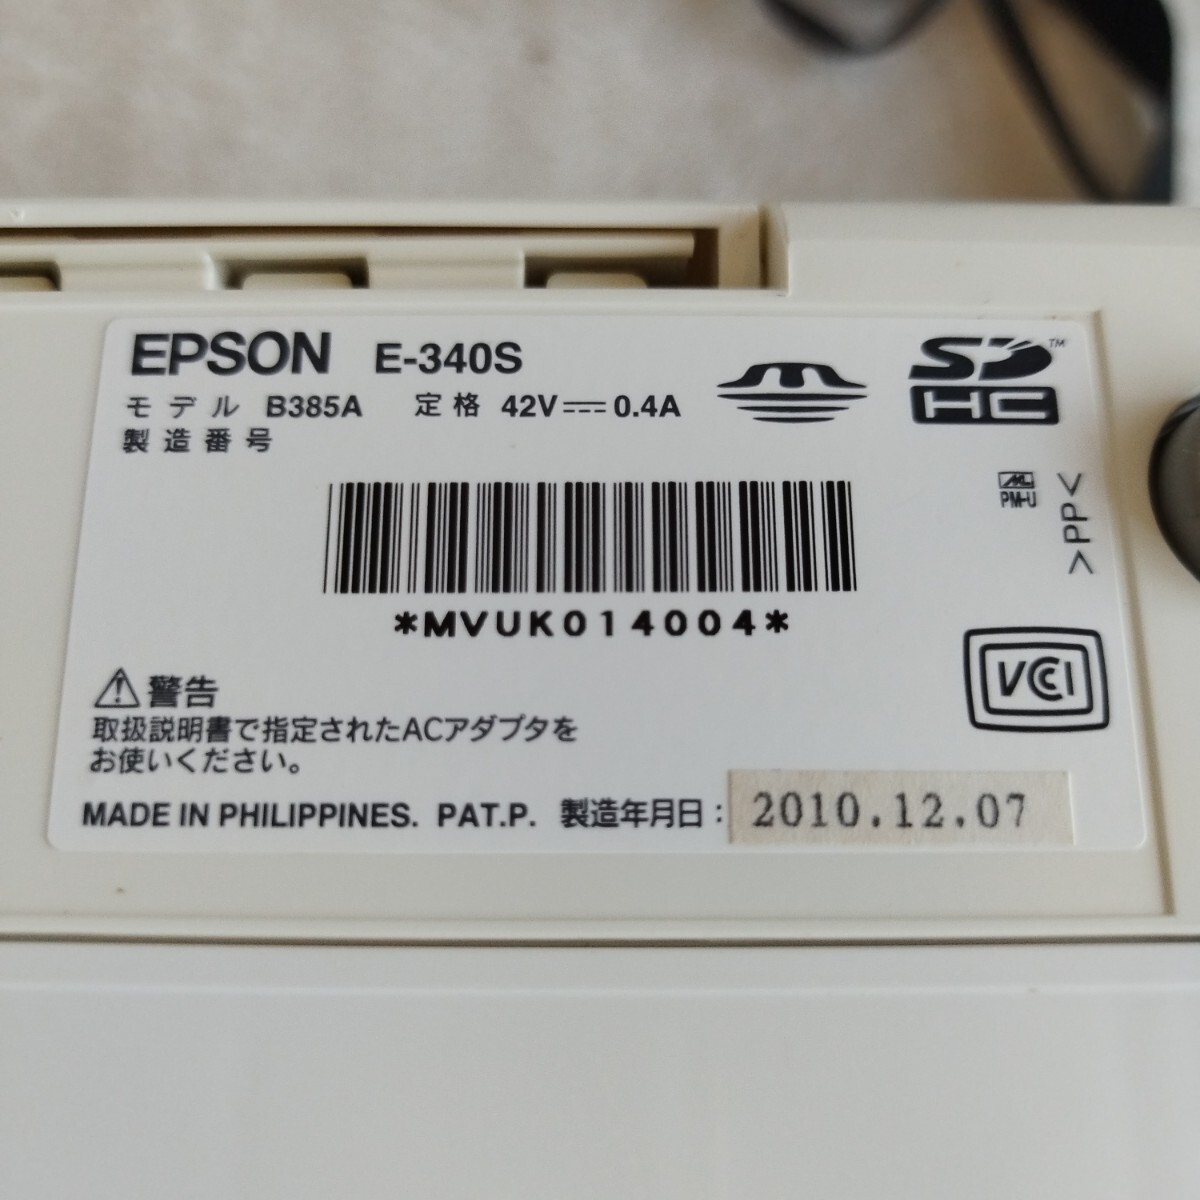 EPSON E-340S
モデル B385A 定格 42V⎓0.4A
製造番号
SD™
HC
PM-U
>PP<
*MVUK014004*
VCCI
⚠警告
取扱説明書で指定されたACアダプタを
お使いください。
MADE IN PHILIPPINES. PAT.P. 製造年月日：2010.12.07